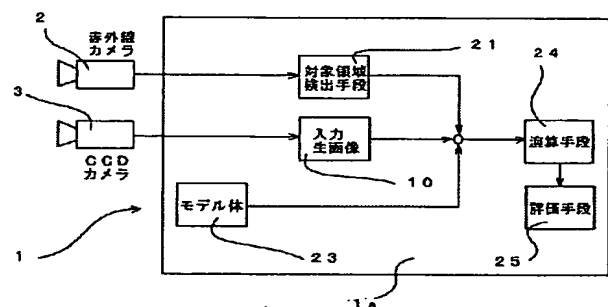 2
赤外線
カメラ
3
CCD
カメラ
21
対象領域
検出手段
24
入力
生画像
10
演算手段
モデル体
23
評価手段
25
1